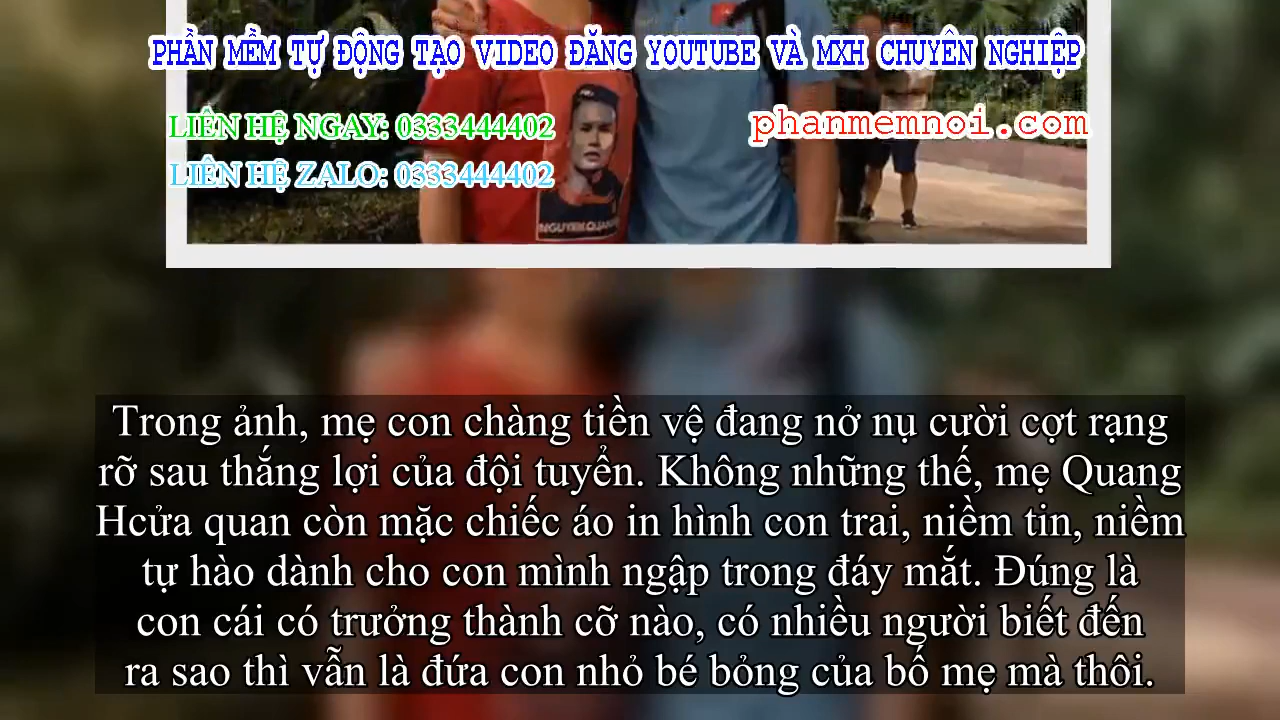 PHẦN MỀM TỰ ĐỘNG TẠO VIDEO ĐĂNG YOUTUBE VÀ MXH CHUYÊN NGHIỆP
LIÊN HỆ NGAY: 0333444402
phanmemnoi.com
LIÊN HỆ ZALO: 0333444402
NGUYEN QUANG
Trong ảnh, mẹ con chàng tiền vệ đang nở nụ cười cợt rạng
rỡ sau thắng lợi của đội tuyển. Không những thế, mẹ Quang
Hcửa quan còn mặc chiếc áo in hình con trai, niềm tin, niềm
tự hào dành cho con mình ngập trong đáy mắt. Đúng là
con cái có trưởng thành cỡ nào, có nhiều người biết đến
ra sao thì vẫn là đứa con nhỏ bé bỏng của bố mẹ mà thôi.